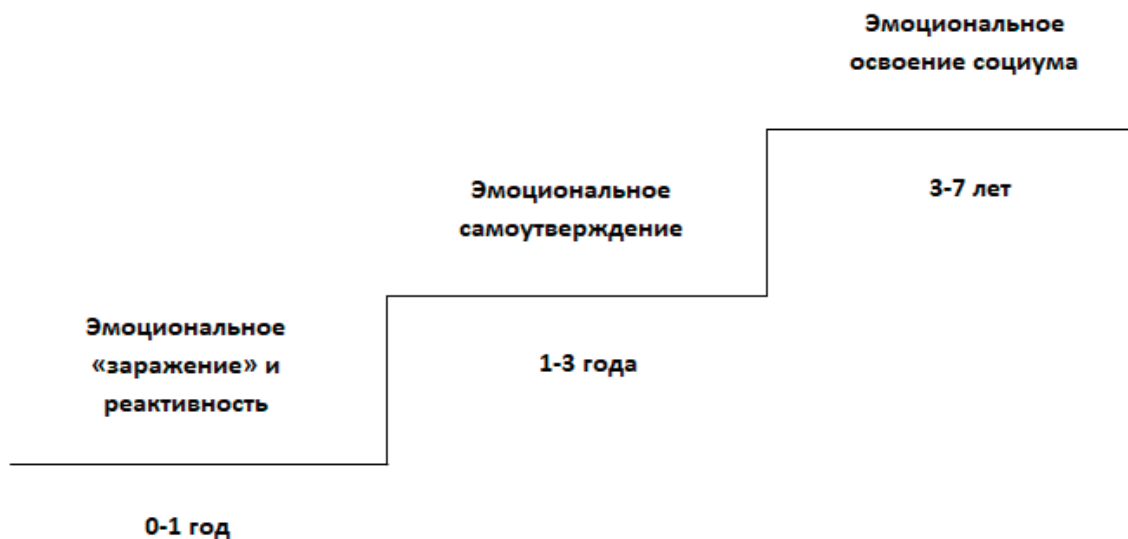 Эмоциональное
освоение социума
3-7 лет
Эмоциональное
самоутверждение
1-3 года
Эмоциональное
«заражение» и
реактивность
0-1 год